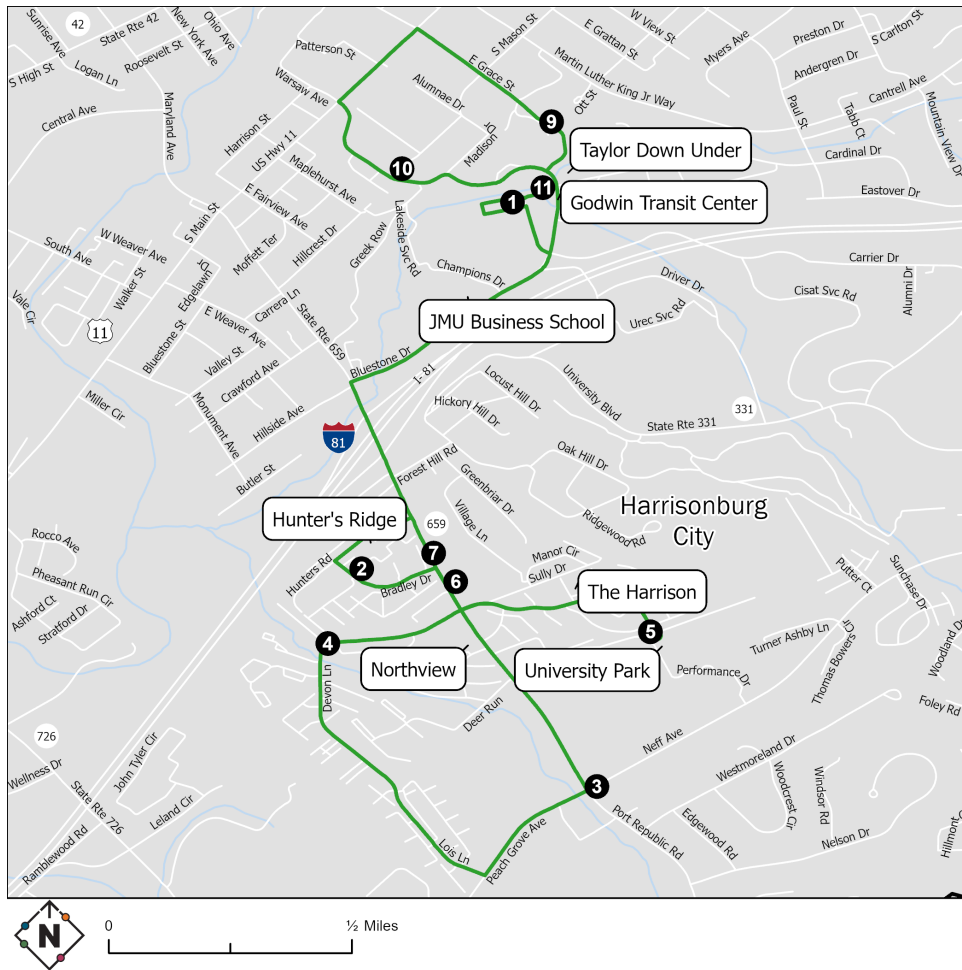 42
Sunrise Ave
State Rte 42
New York Ave
Ohio Ave
Roosevelt St
S High St
Logan Ln
Central Ave
Maryland Ave
Patterson St
Warsaw Ave
Harrison St
US Hwy 11
Maplehurst Ave
Alumnae Dr
Madison Dr
E Grace St
S Mason St
E Grattan St
W View St
Martin Luther King Jr Way
Ott St
Myers Ave
Preston Dr
S Carlton St
Andergren Dr
Paul St
Tabb Ct
Cantrell Ave
Mountain View Dr
Cardinal Dr
Eastover Dr
9
Taylor Down Under
10
11
1
Godwin Transit Center
E Fairview Ave
S Main St
Moffett Ter
Hillcrest Dr
Greek Row
Lakeside Svc Rd
W Weaver Ave
South Ave
Walker St
Edgelawn Dr
Vale Cir
11
Bluestone St
E Weaver Ave
Carrera Ln
State Rte 659
Champions Dr
Driver Dr
Carrier Dr
Cisat Svc Rd
Alumni Dr
Urec Svc Rd
JMU Business School
Bluestone Dr
I- 81
Valley St
Crawford Ave
Miller Cir
Monument Ave
Hillside Ave
Butler St
81
Locust Hill Dr
Hickory Hill Dr
University Blvd
331
State Rte 331
Oak Hill Dr
Forest Hill Rd
Greenbriar Dr
Village Ln
Ridgewood Rd
Harrisonburg
City
Hunter's Ridge
659
7
Rocco Ave
Pheasant Run Cir
Ashford Ct
Stratford Dr
Hunters Rd
2
Bradley Dr
6
Manor Cir
Sully Dr
The Harrison
Putter Ct
Sunchase Dr
4
5
Northview
University Park
Turner Ashby Ln
Thomas Bowers Cir
Woodland Dr
Performance Dr
Devon Ln
Deer Run
Foley Rd
Neff Ave
726
Wellness Dr
John Tyler Cir
State Rte 726
Leland Cir
Ramblewood Rd
3
Westmoreland Dr
Woodcrest Cir
Windsor Rd
Port Republic Rd
Edgewood Rd
Nelson Dr
Hillmont
Lois Ln
Peach Grove Ave
N
0
½ Miles